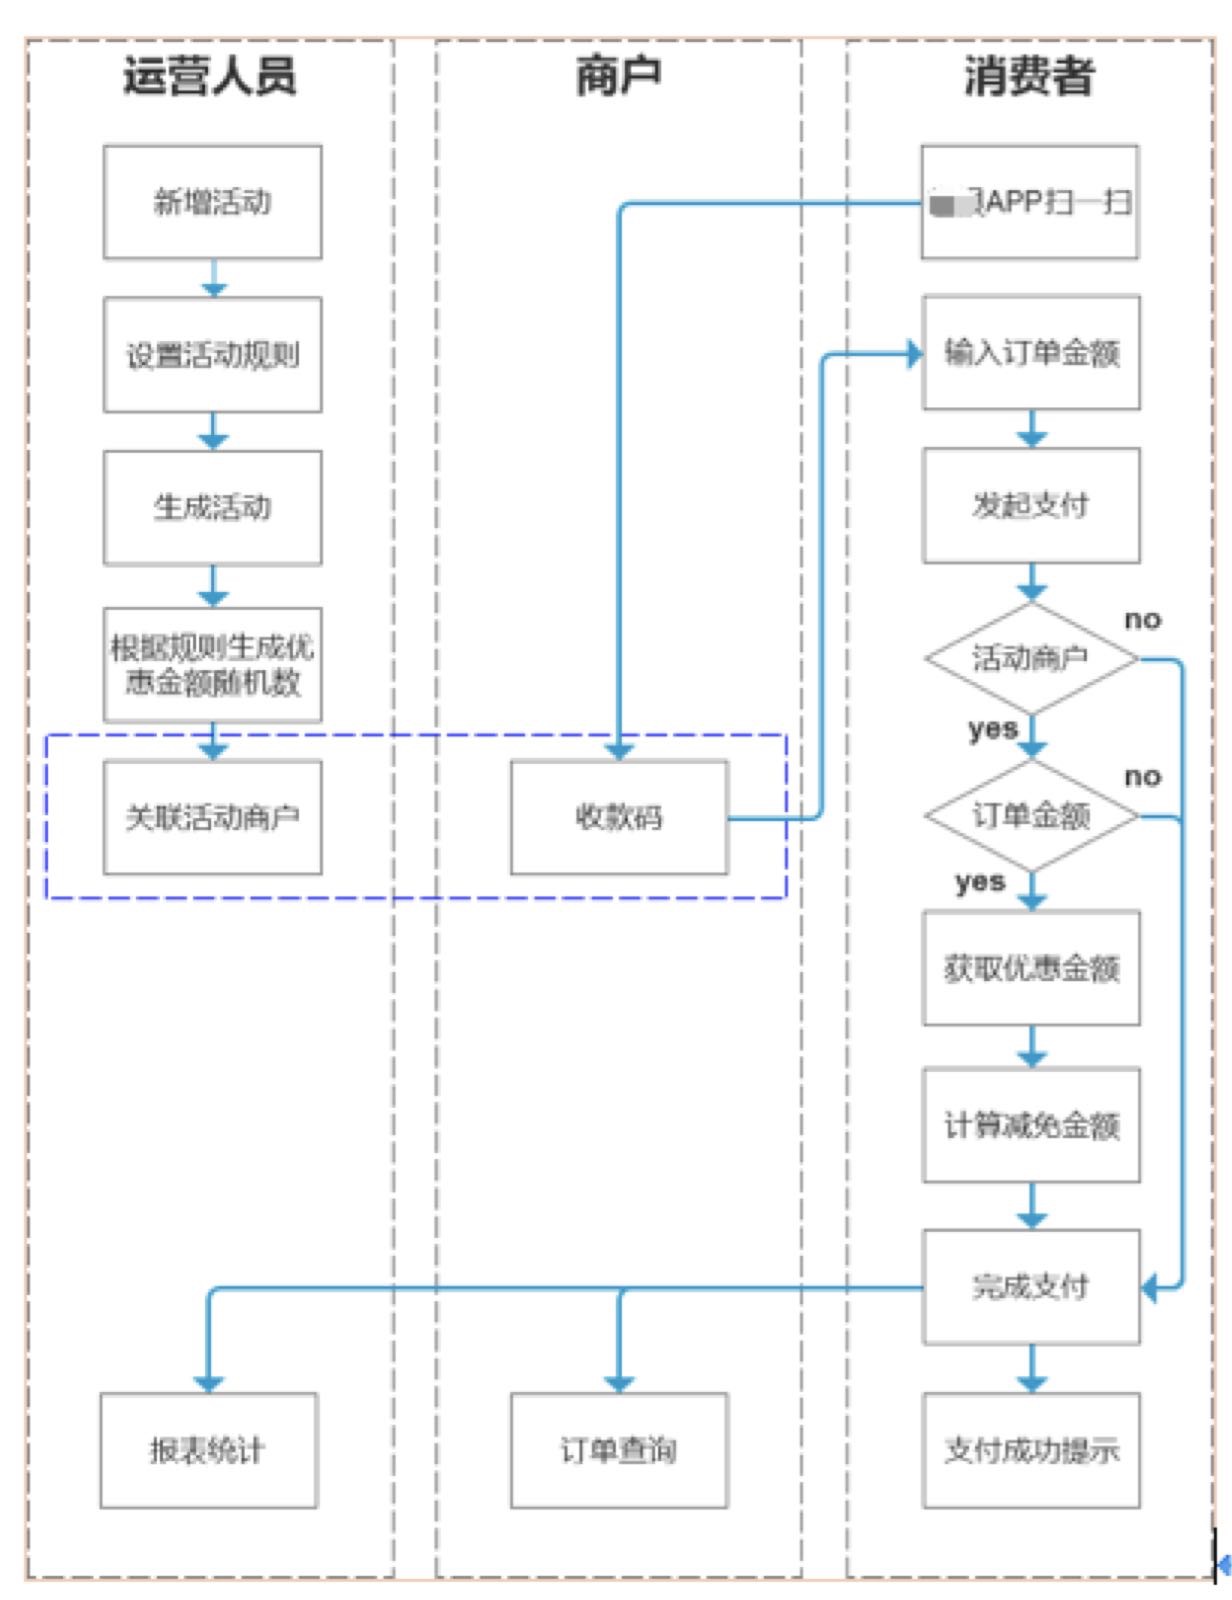 运营人员
商户
消费者
新增活动
APP扫一扫
设置活动规则
输入订单金额
生成活动
发起支付
根据规则生成优
惠金额随机数
活动商户
no
yes
关联活动商户
收款码
订单金额
no
yes
获取优惠金额
计算减免金额
完成支付
报表统计
订单查询
支付成功提示